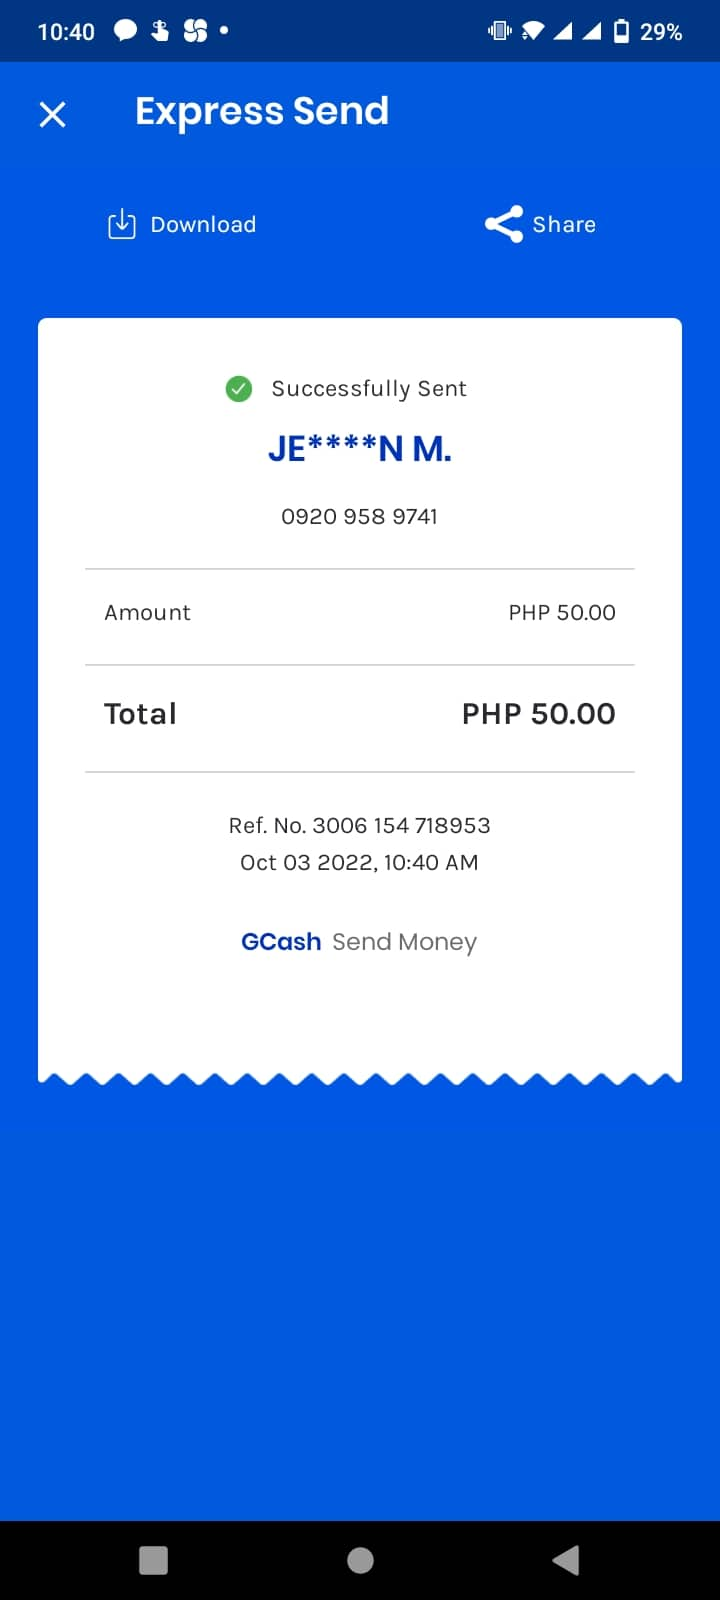 10:40 29%
Express Send
Download Share
Successfully Sent
JE****N M.
0920 958 9741
Amount PHP 50.00
Total PHP 50.00
Ref. No. 3006 154 718953
Oct 03 2022, 10:40 AM
GCash Send Money